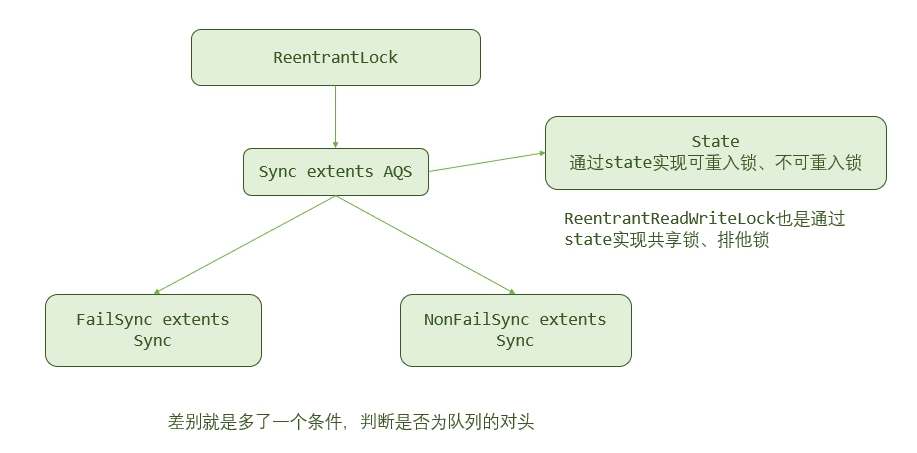 ReentrantLock
Sync extents AQS
State
通过state实现可重入锁、不可重入锁
ReentrantReadWriteLock也是通过
state实现共享锁、排他锁
FailSync extents
Sync
NonFailSync extents
Sync
差别就是多了一个条件，判断是否为队列的对头